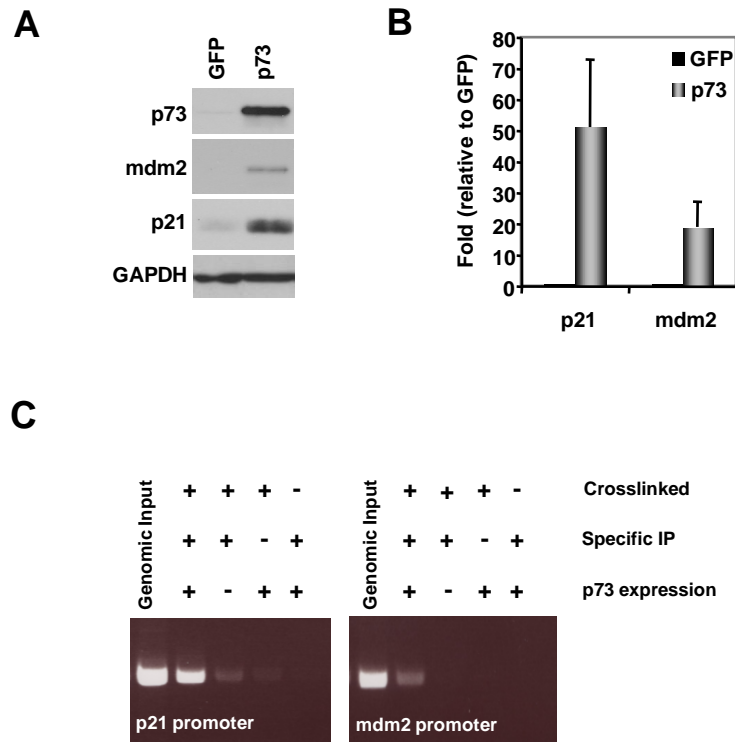 A
GFP
p73
p73
mdm2
p21
GAPDH
B
Fold (relative to GFP)
80
70
60
50
40
30
20
10
0
GFP
p73
p21
mdm2
C
Genomic Input
+ + + -
Genomic Input
+ + + -
Crosslinked
+ + - +
+ + - +
Specific IP
+ - + +
+ - + +
p73 expression
p21 promoter
mdm2 promoter